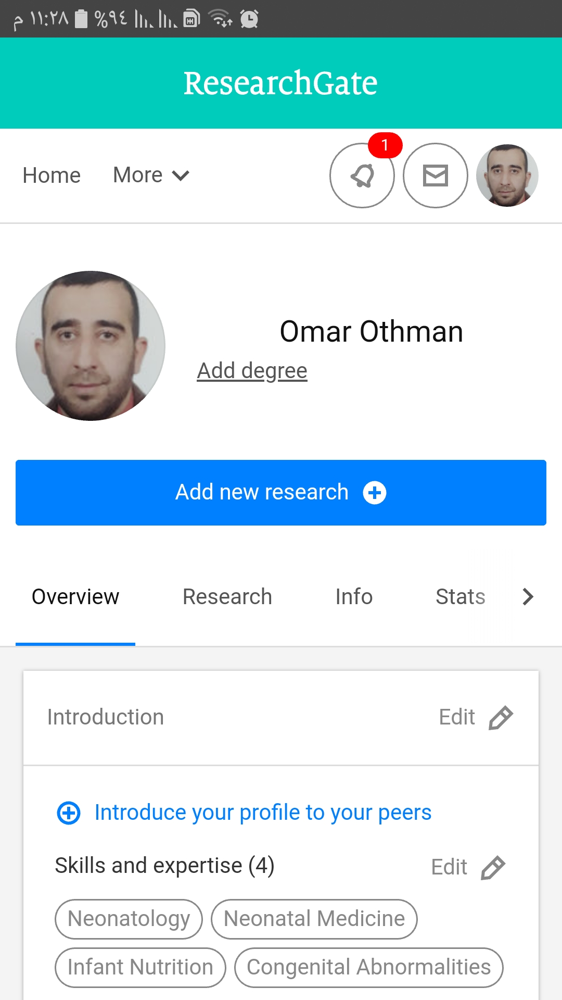 م ١١:٢٨ %٩٤
ResearchGate
Home More 1
Omar Othman
Add degree
Add new research
Overview Research Info Stats
Introduction Edit
Introduce your profile to your peers
Skills and expertise (4) Edit
Neonatology Neonatal Medicine
Infant Nutrition Congenital Abnormalities